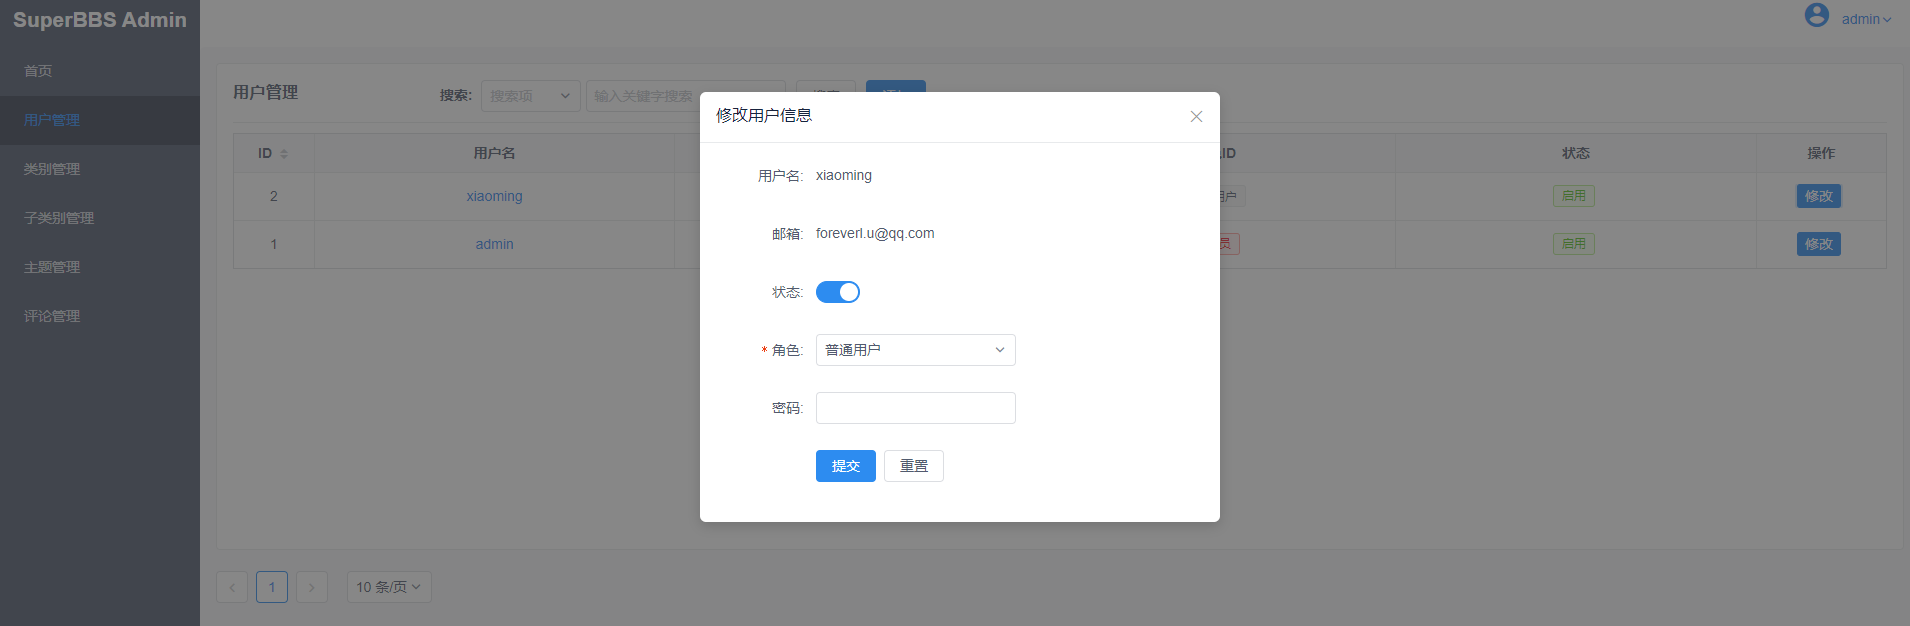 SuperBBS Admin
admin
首页
用户管理
类别管理
子类别管理
主题管理
评论管理
用户管理
搜索:
搜索项
输入关键字搜索
ID
用户名
ID
状态
操作
2
xiaoming
户
启用
修改
1
admin
员
启用
修改
修改用户信息
用户名:
xiaoming
邮箱:
foreverl.u@qq.com
状态:
* 角色:
普通用户
密码:
提交
重置
1
10 条/页